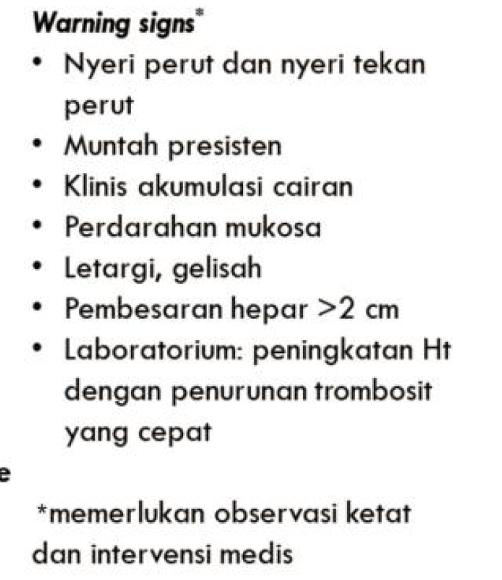 Warning signs*
• Nyeri perut dan nyeri tekan
perut
• Muntah presisten
• Klinis akumulasi cairan
• Perdarahan mukosa
• Letargi, gelisah
• Pembesaran hepar >2 cm
• Laboratorium: peningkatan Ht
dengan penurunan trombosit
yang cepat
e
*memerlukan observasi ketat
dan intervensi medis